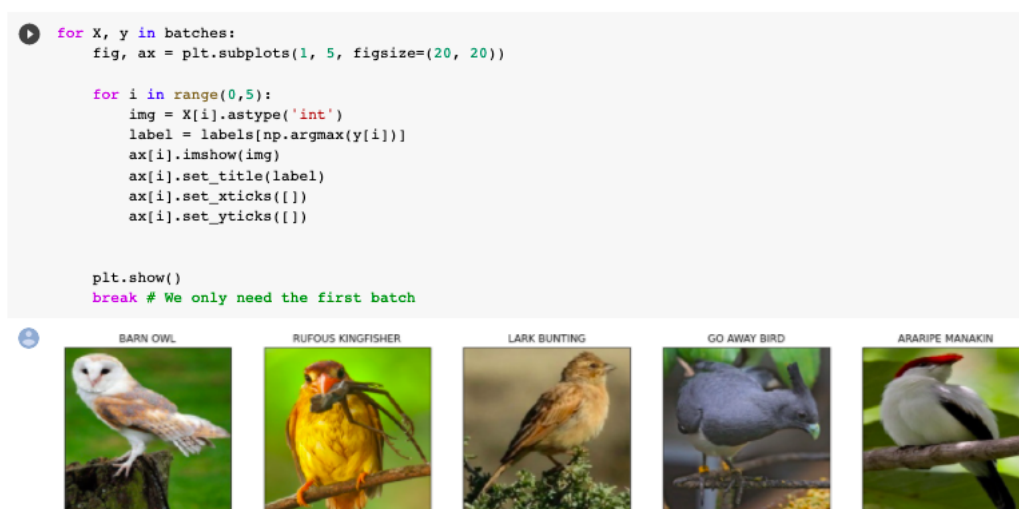 for X, y in batches:
    fig, ax = plt.subplots(1, 5, figsize=(20, 20))
    for i in range(0,5):
        img = X[i].astype('int')
        label = labels[np.argmax(y[i])]
        ax[i].imshow(img)
        ax[i].set_title(label)
        ax[i].set_xticks([])
        ax[i].set_yticks([])
    plt.show()
    break # We only need the first batch
BARN OWL RUFOUS KINGFISHER LARK BUNTING GO AWAY BIRD ARARIPE MANAKIN